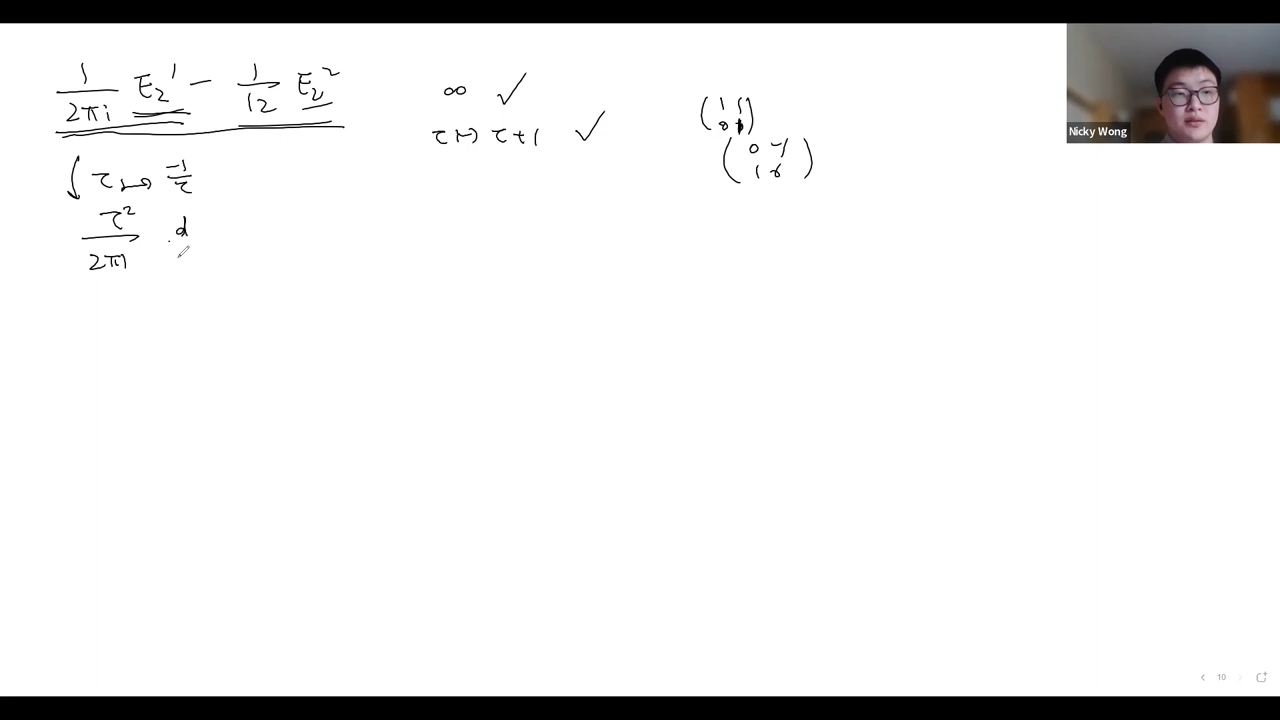 1/2πi E₂' − 1/12 E₂²
∞ ✓
τ ↦ τ+1 ✓
(1 1
0 1)
(0 -1
1 0)
∫ τ ↦ -1/τ
τ²/2πi · d
Nicky Wong
10